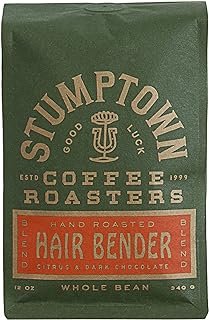 STUMPTOWN
GOOD LUCK
ESTD 1999
COFFEE
ROASTERS
HAND ROASTED
BLEND HAIR BENDER BLEND
CITRUS & DARK CHOCOLATE
12 OZ WHOLE BEAN 340 G